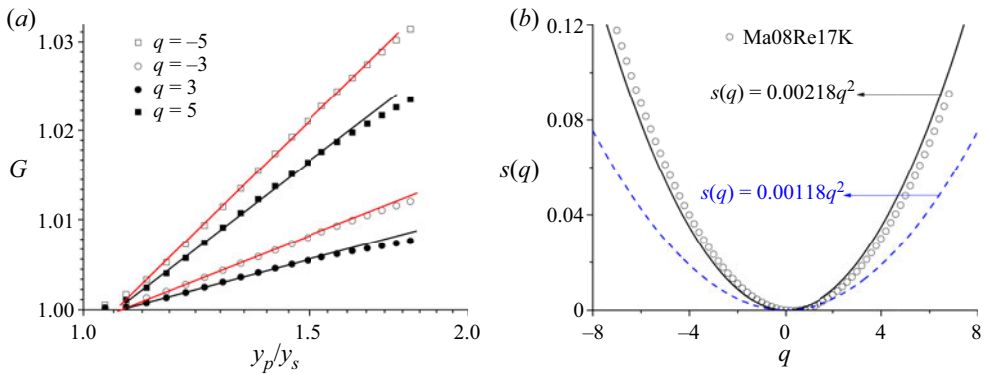 (a)
1.03
1.02
1.01
1.00
G
q = –5
q = –3
q = 3
q = 5
1.0
1.5
2.0
y_p/y_s
(b)
0.12
0.08
0.04
0
s(q)
Ma08Re17K
s(q) = 0.00218q²
s(q) = 0.00118q²
–8
–4
0
4
8
q